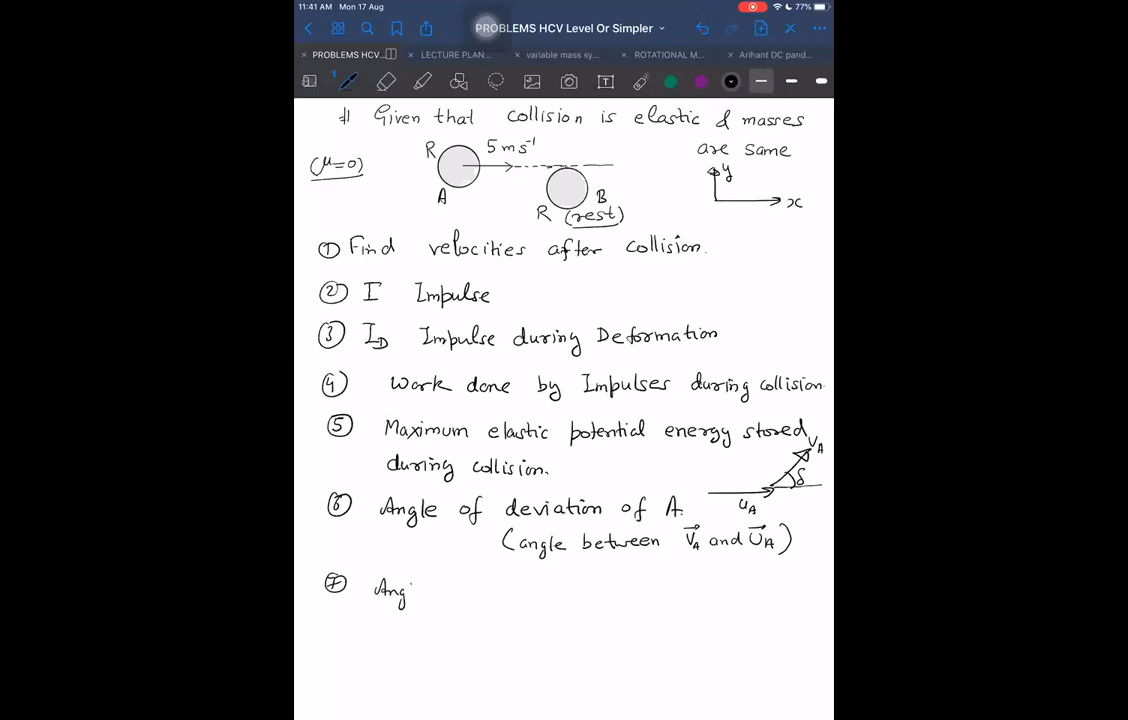 11:41 AM Mon 17 Aug
77%
PROBLEMS HCV Level Or Simpler
PROBLEMS HCV...
LECTURE PLAN...
variable mass sy...
ROTATIONAL M...
Arihant DC pand...
# Given that collision is elastic & masses
are same
(μ=0)
R
5 ms⁻¹
A
B
R (rest)
y
x
① Find velocities after collision.
② I Impulse
③ I_D Impulse during Deformation
④ Work done by Impulses during collision.
⑤ Maximum elastic potential energy stored
during collision.
V_A
δ
u_A
⑥ Angle of deviation of A.
(angle between V⃗_A and U⃗_A)
⑦ Ang